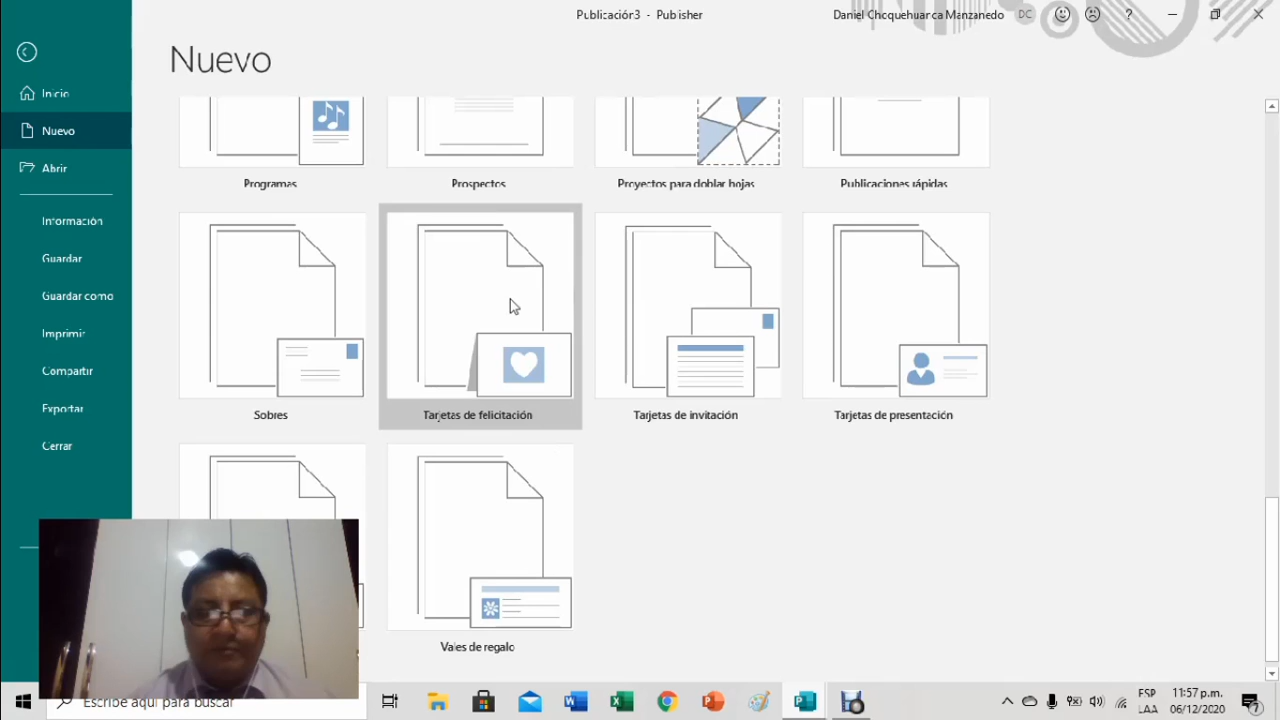 Publicación3 - Publisher
Daniel Choquehuanca Manzanedo
DC
?
Nuevo
Inicio
Nuevo
Abrir
Información
Guardar
Guardar como
Imprimir
Compartir
Exportar
Cerrar
Programas
Prospectos
Proyectos para doblar hojas
Publicaciones rápidas
Sobres
Tarjetas de felicitación
Tarjetas de invitación
Tarjetas de presentación
Vales de regalo
Escribe aquí para buscar
ESP
LAA
11:57 p.m.
06/12/2020
7